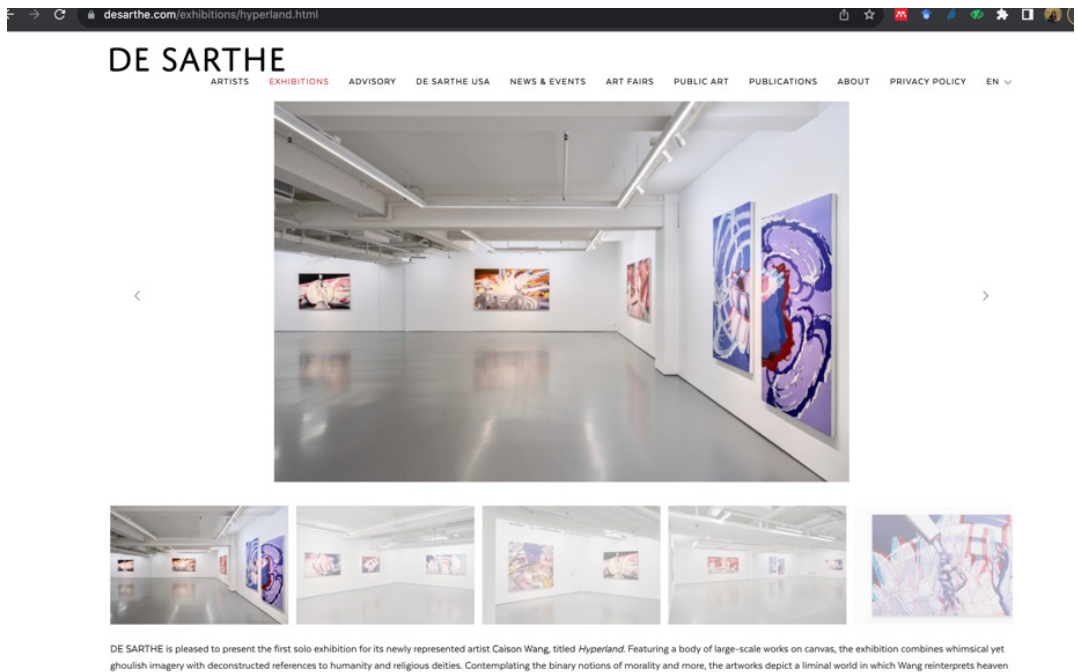 desarthe.com/exhibitions/hyperland.html
DE SARTHE
ARTISTS EXHIBITIONS ADVISORY DE SARTHE USA NEWS & EVENTS ART FAIRS PUBLIC ART PUBLICATIONS ABOUT PRIVACY POLICY EN
DE SARTHE is pleased to present the first solo exhibition for its newly represented artist Caison Wang, titled Hyperland. Featuring a body of large-scale works on canvas, the exhibition combines whimsical yet
ghoulish imagery with deconstructed references to humanity and religious deities. Contemplating the binary notions of morality and more, the artworks depict a liminal world in which Wang reinterprets heaven